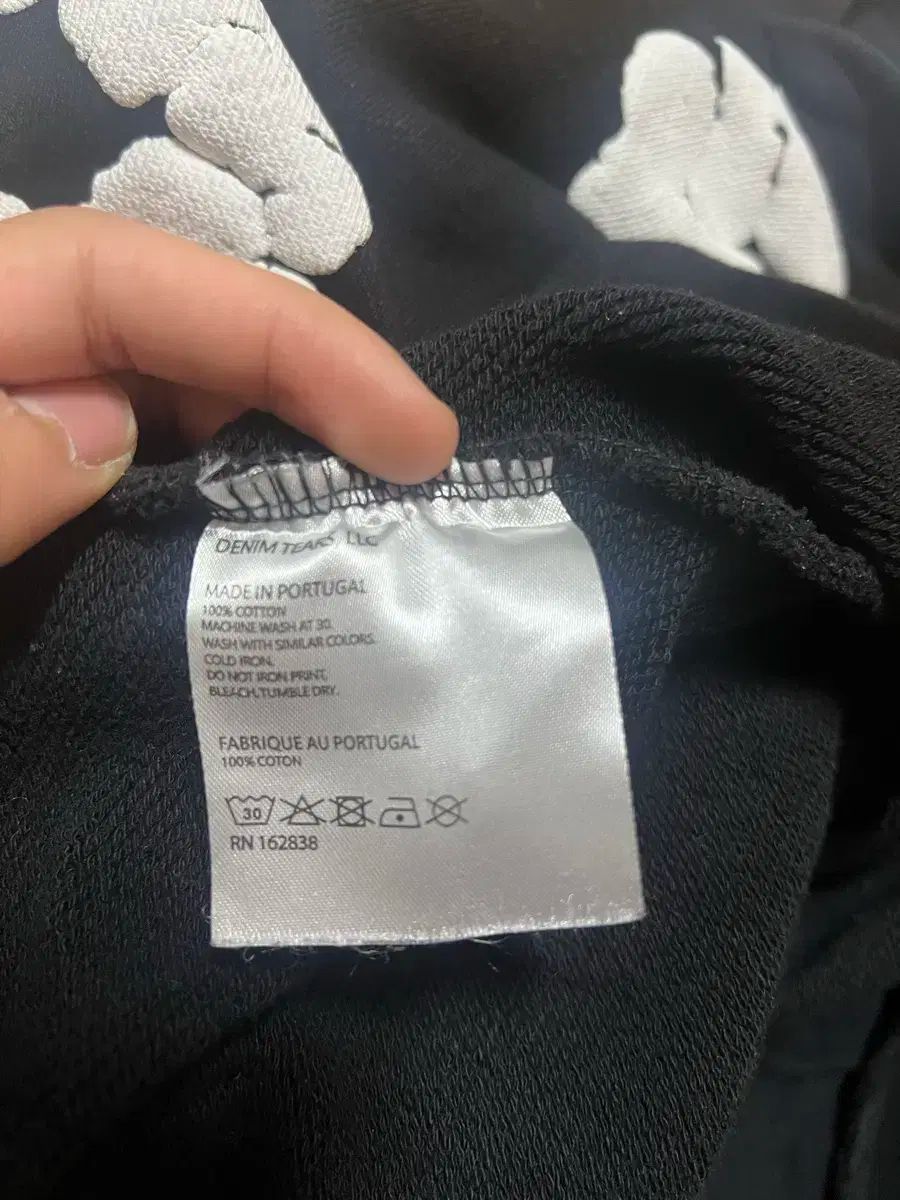 DENIM TEARS LLC
MADE IN PORTUGAL
100% COTTON
MACHINE WASH AT 30.
WASH WITH SIMILAR COLORS.
COLD IRON.
DO NOT IRON PRINT,
BLEACH,TUMBLE DRY.
FABRIQUE AU PORTUGAL
100% COTON
30
RN 162838